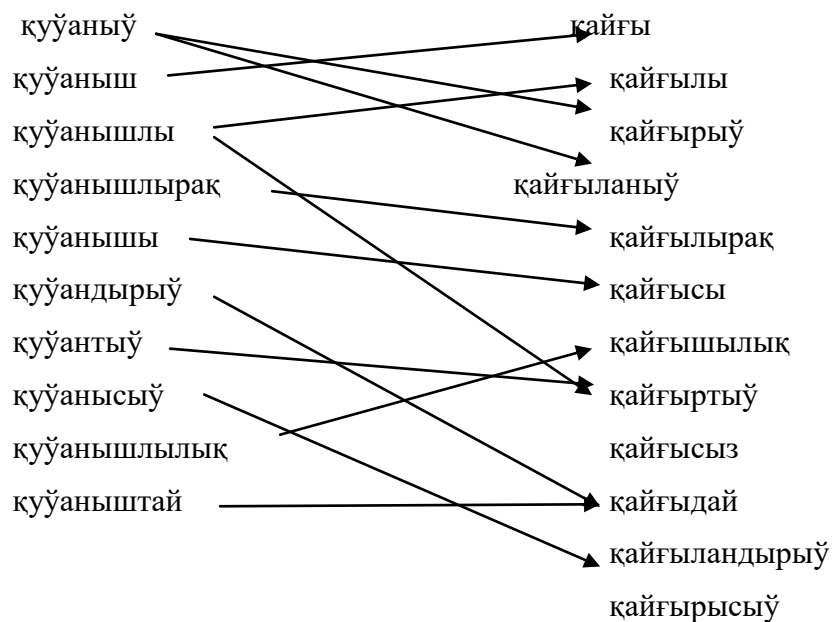 қуўаныў қайғы
қуўаныш қайғылы
қуўанышлы қайғырыў
қуўанышлырақ қайғыланыў
қуўанышы қайғылырақ
қуўандырыў қайғысы
қуўантыў қайғышылық
қуўанысыў қайғыртыў
қуўанышлылық қайғысыз
қуўаныштай қайғыдай
қайғыландырыў
қайғырысыў